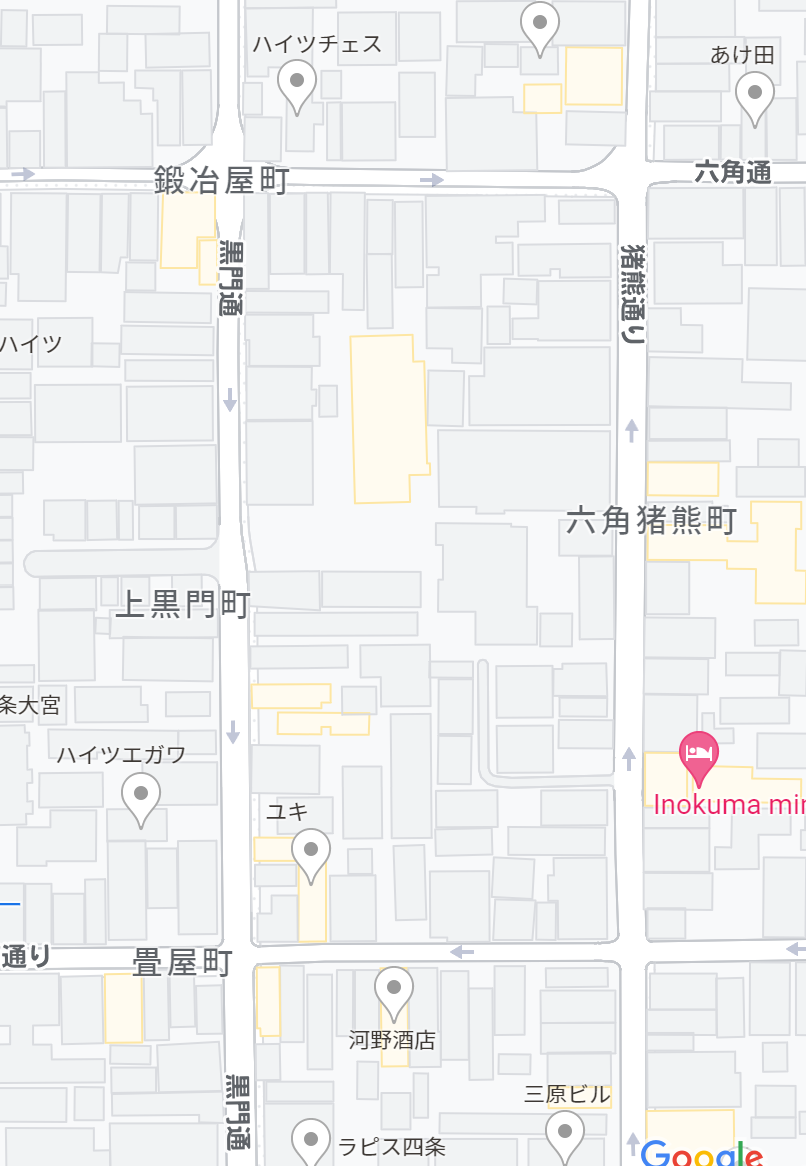 ハイツチェス
あけ田
六角通
鍛冶屋町
黒門通
猪熊通り
ハイツ
六角猪熊町
上黒門町
条大宮
ハイツエガワ
Inokuma mi
ユキ
通り
畳屋町
河野酒店
三原ビル
黒門通
ラピス四条
Google